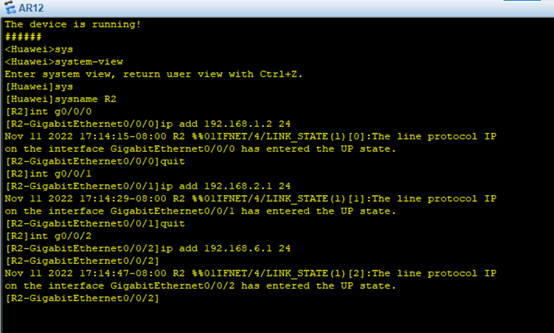 AR12
The device is running!
######
<Huawei>sys
<Huawei>system-view
Enter system view, return user view with Ctrl+Z.
[Huawei]sys
[Huawei]sysname R2
[R2]int g0/0/0
[R2-GigabitEthernet0/0/0]ip add 192.168.1.2 24
Nov 11 2022 17:14:15-08:00 R2 %%01IFNET/4/LINK_STATE(l)[0]:The line protocol IP
on the interface GigabitEthernet0/0/0 has entered the UP state.
[R2-GigabitEthernet0/0/0]quit
[R2]int g0/0/1
[R2-GigabitEthernet0/0/1]ip add 192.168.2.1 24
Nov 11 2022 17:14:29-08:00 R2 %%01IFNET/4/LINK_STATE(l)[1]:The line protocol IP
on the interface GigabitEthernet0/0/1 has entered the UP state.
[R2-GigabitEthernet0/0/1]quit
[R2]int g0/0/2
[R2-GigabitEthernet0/0/2]ip add 192.168.6.1 24
[R2-GigabitEthernet0/0/2]
Nov 11 2022 17:14:47-08:00 R2 %%01IFNET/4/LINK_STATE(l)[2]:The line protocol IP
on the interface GigabitEthernet0/0/2 has entered the UP state.
[R2-GigabitEthernet0/0/2]